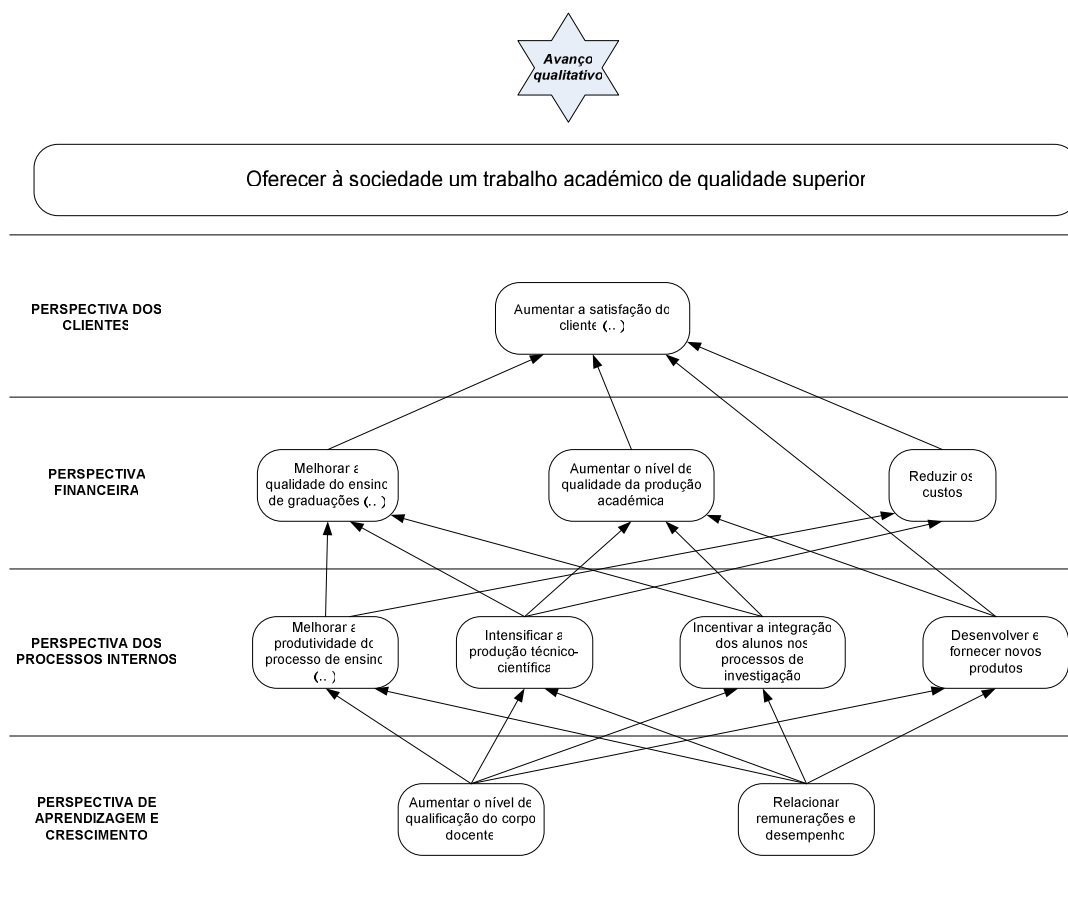 Avanço
qualitativo
Oferecer à sociedade um trabalho académico de qualidade superior
PERSPECTIVA DOS
CLIENTES
Aumentar a satisfação do
cliente (.. )
PERSPECTIVA
FINANCEIRA
Melhorar a
qualidade do ensino
de graduações (.. )
Aumentar o nível de
qualidade da produção
académica
Reduzir os
custos
PERSPECTIVA DOS
PROCESSOS INTERNOS
Melhorar a
produtividade do
processo de ensino
(.. )
Intensificar a
produção técnico-
científica
Incentivar a integração
dos alunos nos
processos de
investigação
Desenvolver e
fornecer novos
produtos
PERSPECTIVA DE
APRENDIZAGEM E
CRESCIMENTO
Aumentar o nível de
qualificação do corpo
docente
Relacionar
remunerações e
desempenho